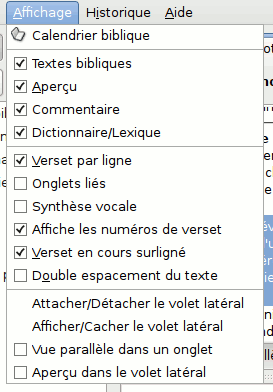 Affichage Historique Aide
Calendrier biblique
Textes bibliques
Aperçu
Commentaire
Dictionnaire/Lexique
Verset par ligne
Onglets liés
Synthèse vocale
Affiche les numéros de verset
Verset en cours surligné
Double espacement du texte
Attacher/Détacher le volet latéral
Afficher/Cacher le volet latéral
Vue parallèle dans un onglet
Aperçu dans le volet latéral